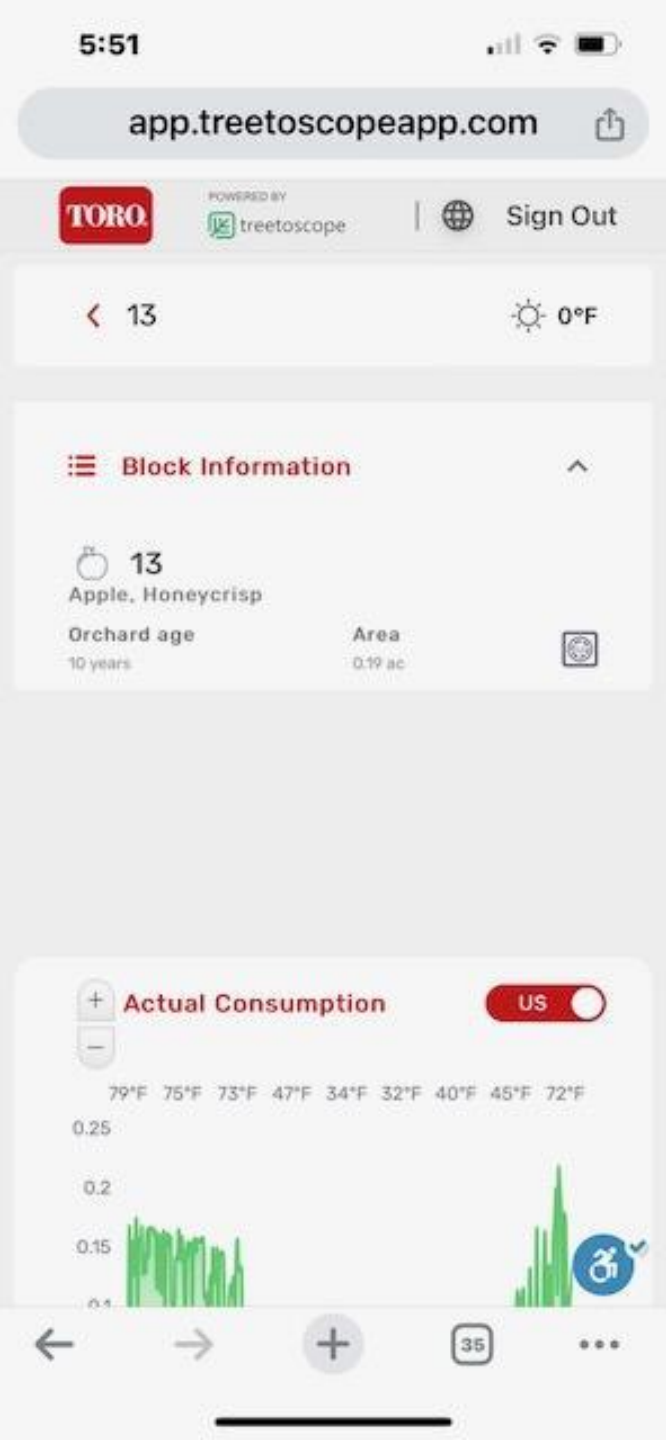 5:51
app.treetoscopeapp.com
TORO
POWERED BY
treetoscope
| Sign Out
13
0°F
Block Information
13
Apple, Honeycrisp
Orchard age Area
10 years 0.19 ac
+ Actual Consumption US
−
79°F 75°F 73°F 47°F 34°F 32°F 40°F 45°F 72°F
0.25
0.2
0.15
0.1
35